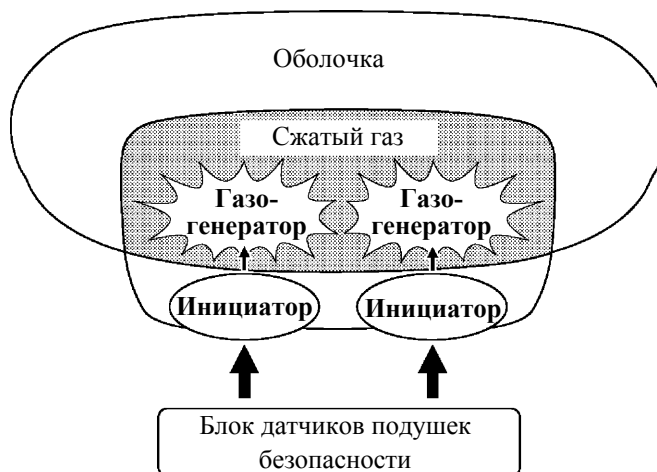 Оболочка
Сжатый газ
Газо-
генератор
Газо-
генератор
Инициатор
Инициатор
Блок датчиков подушек
безопасности